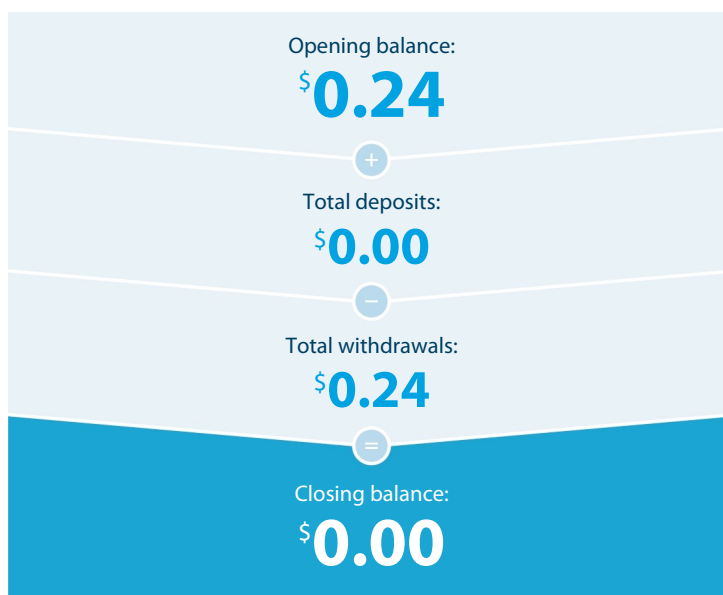 Opening balance:
$0.24
+
Total deposits:
$0.00
−
Total withdrawals:
$0.24
=
Closing balance:
$0.00